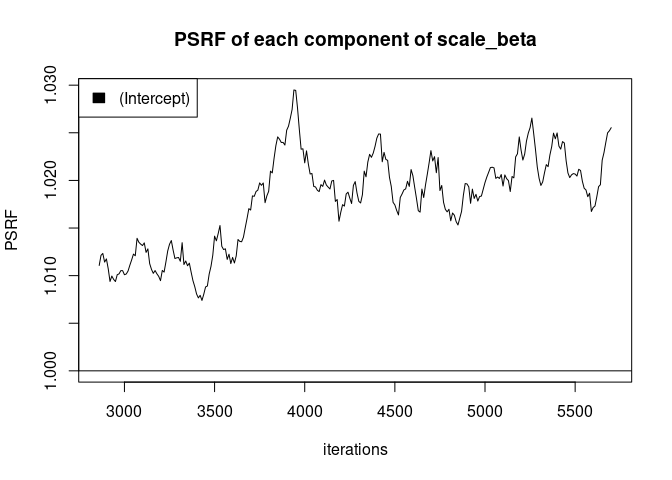 PSRF of each component of scale_beta
(Intercept)
PSRF
1.030
1.020
1.010
1.000
3000 3500 4000 4500 5000 5500
iterations